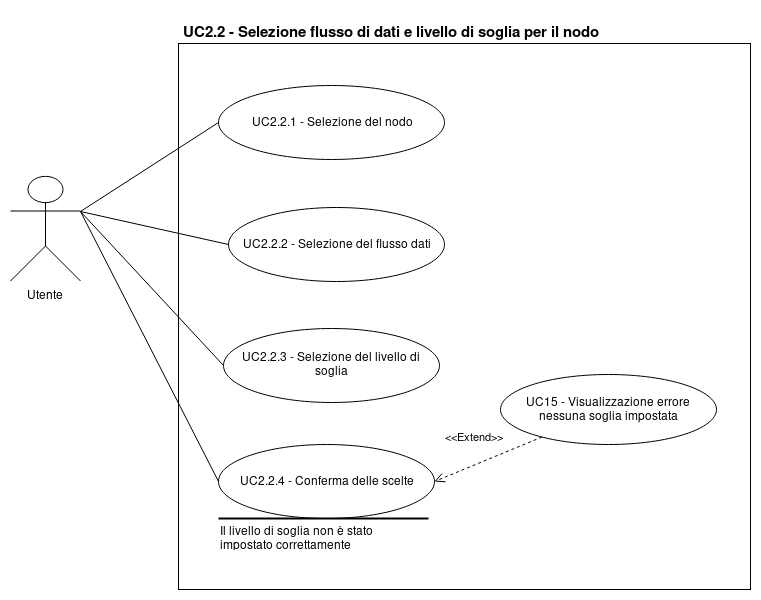 UC2.2 - Selezione flusso di dati e livello di soglia per il nodo
UC2.2.1 - Selezione del nodo
UC2.2.2 - Selezione del flusso dati
Utente
UC2.2.3 - Selezione del livello di
soglia
UC15 - Visualizzazione errore
nessuna soglia impostata
<<Extend>>
UC2.2.4 - Conferma delle scelte
Il livello di soglia non è stato
impostato correttamente